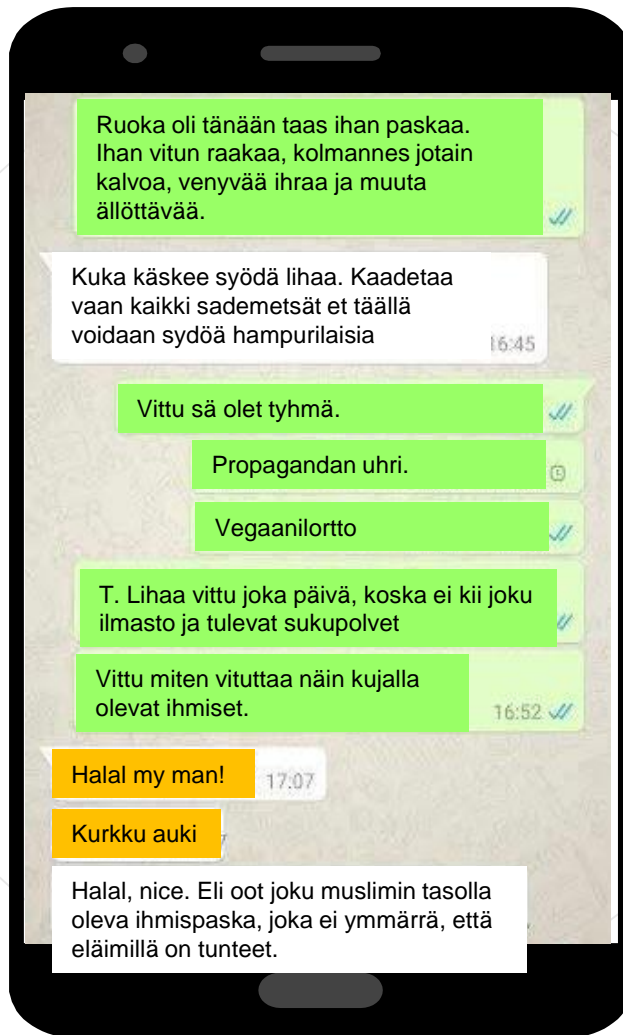 Ruoka oli tänään taas ihan paskaa.
Ihan vitun raakaa, kolmannes jotain
kalvoa, venyvää ihraa ja muuta
ällöttävää.
Kuka käskee syödä lihaa. Kaadetaa
vaan kaikki sademetsät et täällä
voidaan sydöä hampurilaisia
16:45
Vittu sä olet tyhmä.
Propagandan uhri.
Vegaanilortto
T. Lihaa vittu joka päivä, koska ei kii joku
ilmasto ja tulevat sukupolvet
Vittu miten vituttaa näin kujalla
olevat ihmiset.
16:52
Halal my man!
17:07
Kurkku auki
Halal, nice. Eli oot joku muslimin tasolla
oleva ihmispaska, joka ei ymmärrä, että
eläimillä on tunteet.